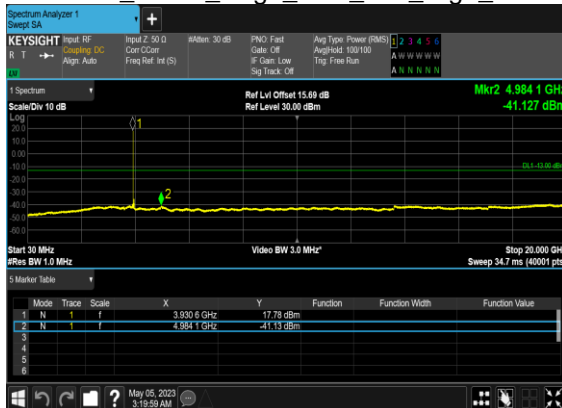 Spectrum Analyzer 1
Swept SA
+
KEYSIGHT
R T
LW
Input: RF
Coupling: DC
Align: Auto
Input Z: 50 Ω
Corr CCorr
Freq Ref: Int (S)
#Atten: 30 dB
PNO: Fast
Gate: Off
IF Gain: Low
Sig Track: Off
Avg Type: Power (RMS)
Avg|Hold: 100/100
Trig: Free Run
1 2 3 4 5 6
A W W W W W
A N N N N N
1 Spectrum
Scale/Div 10 dB
Ref Lvl Offset 15.69 dB
Ref Level 30.00 dBm
Mkr2 4.984 1 GHz
-41.127 dBm
Log
20.0
10.0
0.00
-10.0
-20.0
-30.0
-40.0
-50.0
-60.0
1
2
DL1 -13.00 dBm
Start 30 MHz
#Res BW 1.0 MHz
Video BW 3.0 MHz*
Stop 20.000 GHz
Sweep 34.7 ms (40001 pts)
5 Marker Table
Mode Trace Scale X Y Function Function Width Function Value
1 N 1 f 3.930 6 GHz 17.78 dBm
2 N 1 f 4.984 1 GHz -41.13 dBm
3
4
5
6
?
May 05, 2023
3:19:59 AM